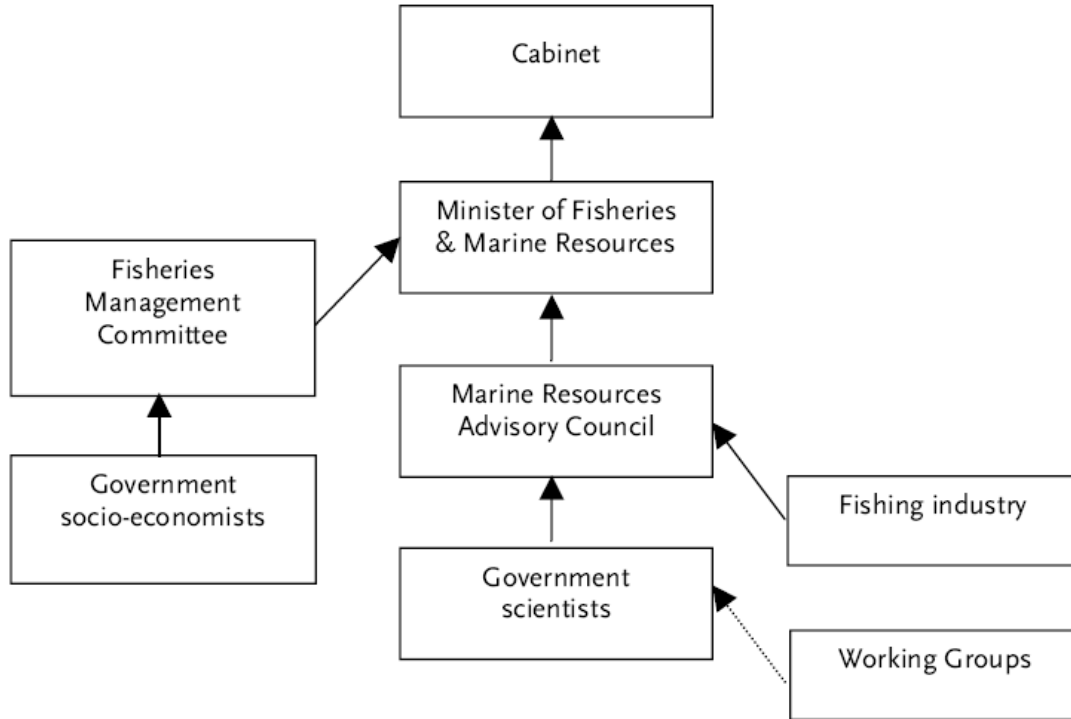 Cabinet
Minister of Fisheries
& Marine Resources
Fisheries
Management
Committee
Marine Resources
Advisory Council
Government
socio-economists
Fishing industry
Government
scientists
Working Groups